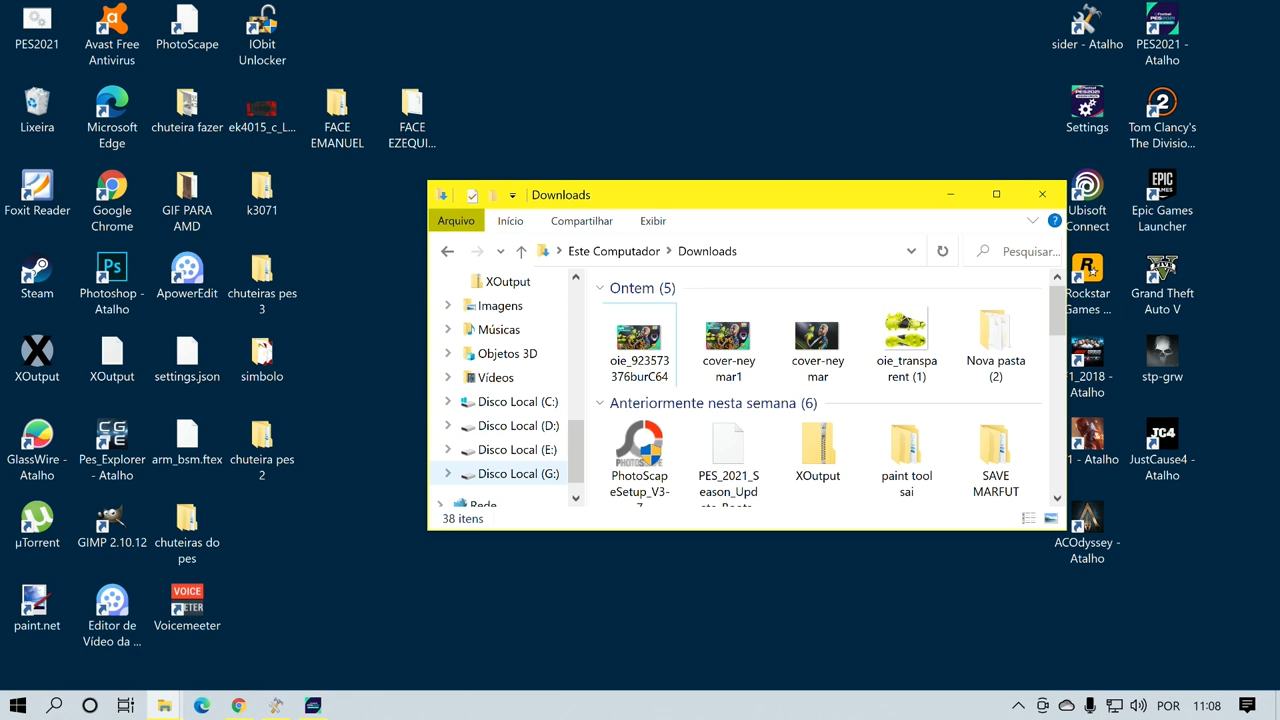 PES2021
Avast Free
Antivirus
PhotoScape
IObit
Unlocker
sider - Atalho
PES2021 -
Atalho
Lixeira
Microsoft
Edge
chuteira fazer
ek4015_c_L...
FACE
EMANUEL
FACE
EZEQUI...
Settings
Tom Clancy's
The Divisio...
Foxit Reader
Google
Chrome
GIF PARA
AMD
k3071
Ubisoft
Connect
Epic Games
Launcher
Steam
Photoshop -
Atalho
ApowerEdit
chuteiras pes
3
Rockstar
Games ...
Grand Theft
Auto V
XOutput
XOutput
settings.json
simbolo
F1_2018 -
Atalho
stp-grw
GlassWire -
Atalho
Pes_Explorer
- Atalho
arm_bsm.ftex
chuteira pes
2
1 - Atalho
JustCause4 -
Atalho
µTorrent
GIMP 2.10.12
chuteiras do
pes
ACOdyssey -
Atalho
paint.net
Editor de
Vídeo da ...
VOICE
METER
Voicemeeter
Downloads
Arquivo
Início
Compartilhar
Exibir
Este Computador
Downloads
Pesquisar...
XOutput
Imagens
Músicas
Objetos 3D
Vídeos
Disco Local (C:)
Disco Local (D:)
Disco Local (E:)
Disco Local (G:)
Rede
Ontem (5)
oie_923573
376burC64
cover-ney
mar1
cover-ney
mar
oie_transpa
rent (1)
Nova pasta
(2)
Anteriormente nesta semana (6)
PHOTOSCAPE
PhotoScap
eSetup_V3-
7
PES_2021_S
eason_Upd
XOutput
paint tool
sai
SAVE
MARFUT
38 itens
POR
11:08